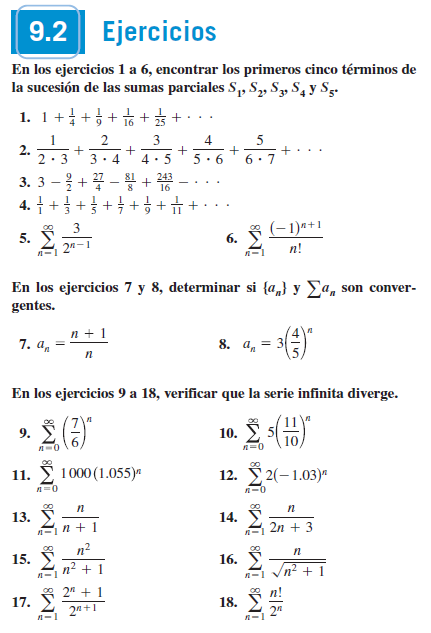 9.2 Ejercicios
En los ejercicios 1 a 6, encontrar los primeros cinco términos de
la sucesión de las sumas parciales S₁, S₂, S₃, S₄ y S₅.
1. 1 + 1/4 + 1/9 + 1/16 + 1/25 + · · ·
2. 1/(2 · 3) + 2/(3 · 4) + 3/(4 · 5) + 4/(5 · 6) + 5/(6 · 7) + · · ·
3. 3 − 9/2 + 27/4 − 81/8 + 243/16 − · · ·
4. 1/1 + 1/3 + 1/5 + 1/7 + 1/9 + 1/11 + · · ·
5. ∑_{n=1}^{∞} 3/2^{n−1} 6. ∑_{n=1}^{∞} (−1)^{n+1}/n!
En los ejercicios 7 y 8, determinar si {aₙ} y ∑aₙ son conver-
gentes.
7. aₙ = (n + 1)/n 8. aₙ = 3(4/5)ⁿ
En los ejercicios 9 a 18, verificar que la serie infinita diverge.
9. ∑_{n=0}^{∞} (7/6)ⁿ 10. ∑_{n=0}^{∞} 5(11/10)ⁿ
11. ∑_{n=0}^{∞} 1 000(1.055)ⁿ 12. ∑_{n=0}^{∞} 2(−1.03)ⁿ
13. ∑_{n=1}^{∞} n/(n + 1) 14. ∑_{n=1}^{∞} n/(2n + 3)
15. ∑_{n=1}^{∞} n²/(n² + 1) 16. ∑_{n=1}^{∞} n/√(n² + 1)
17. ∑_{n=1}^{∞} (2ⁿ + 1)/2^{n+1} 18. ∑_{n=1}^{∞} n!/2ⁿ